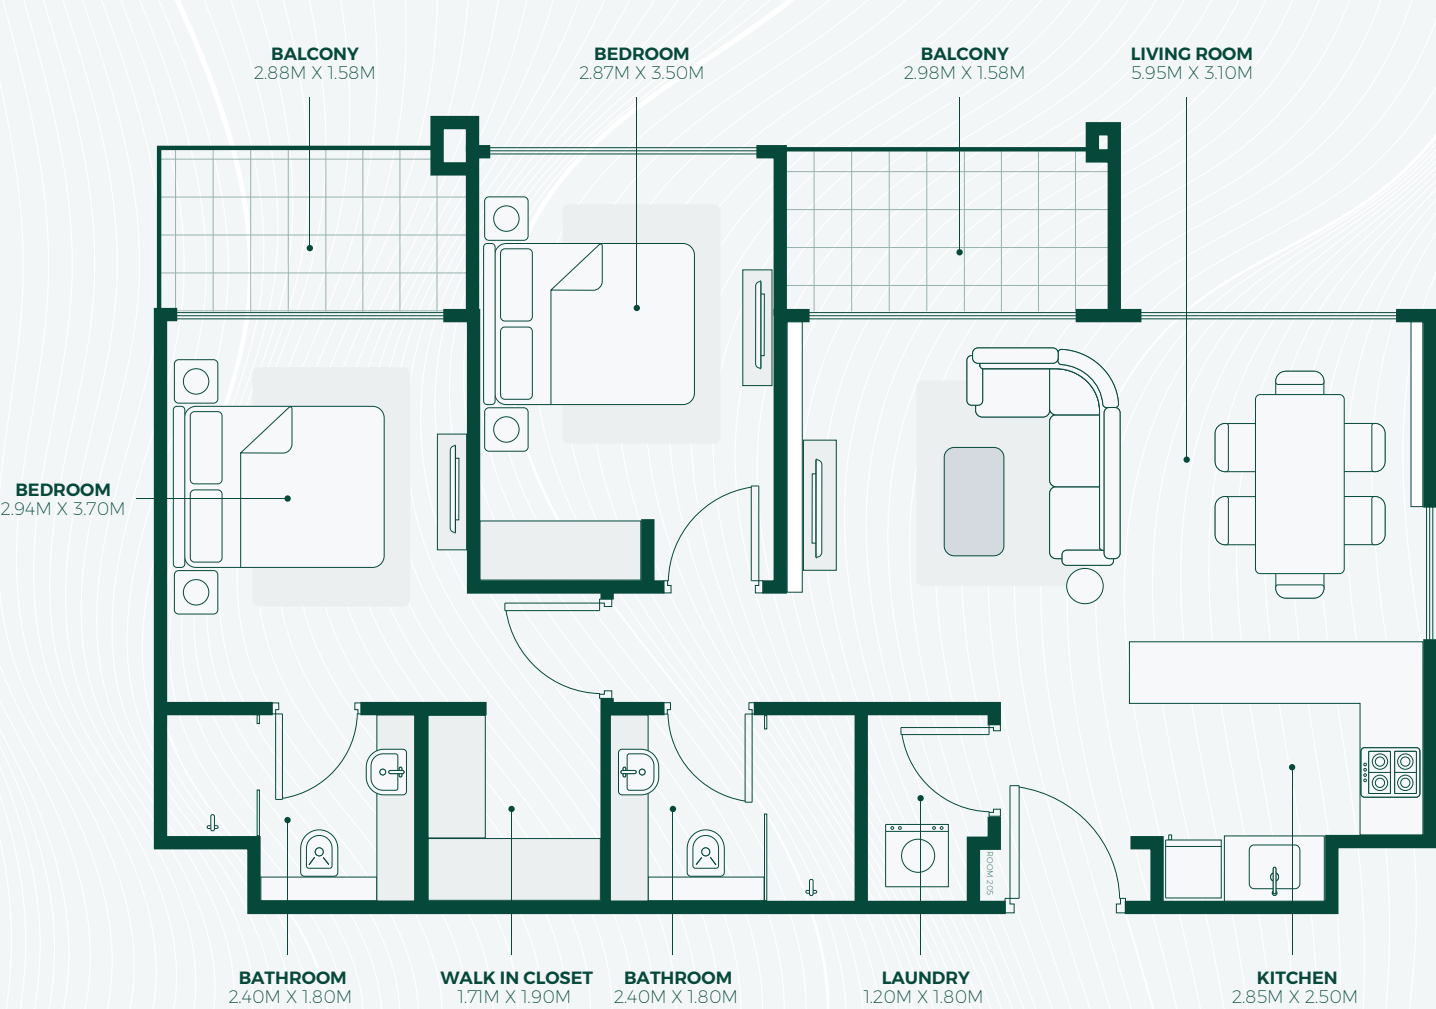 BALCONY
2.88M X 1.58M
BEDROOM
2.87M X 3.50M
BALCONY
2.98M X 1.58M
LIVING ROOM
5.95M X 3.10M
BEDROOM
2.94M X 3.70M
ROOM 205
BATHROOM
2.40M X 1.80M
WALK IN CLOSET
1.71M X 1.90M
BATHROOM
2.40M X 1.80M
LAUNDRY
1.20M X 1.80M
KITCHEN
2.85M X 2.50M